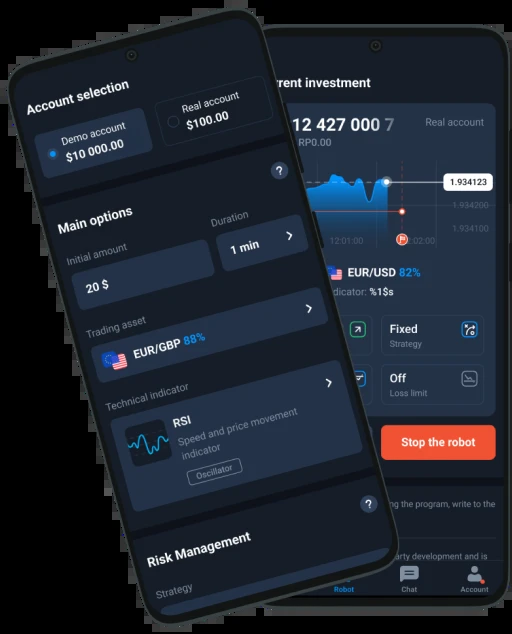 Account selection
Demo account
$10 000.00
Real account
$100.00
?
Main options
Initial amount
20 $
Duration
1 min
Trading asset
EUR/GBP 88%
Technical indicator
RSI
Speed and price movement
indicator
Oscillator
?
Risk Management
Strategy
rent investment
12 427 000 7
Real account
RP0.00
1.934123
1.934200
1.934100
12:01:00
02:00
EUR/USD 82%
dicator: %1$s
Fixed
Strategy
Off
Loss limit
Stop the robot
ng the program, write to the
arty development and is
Robot
Chat
Account